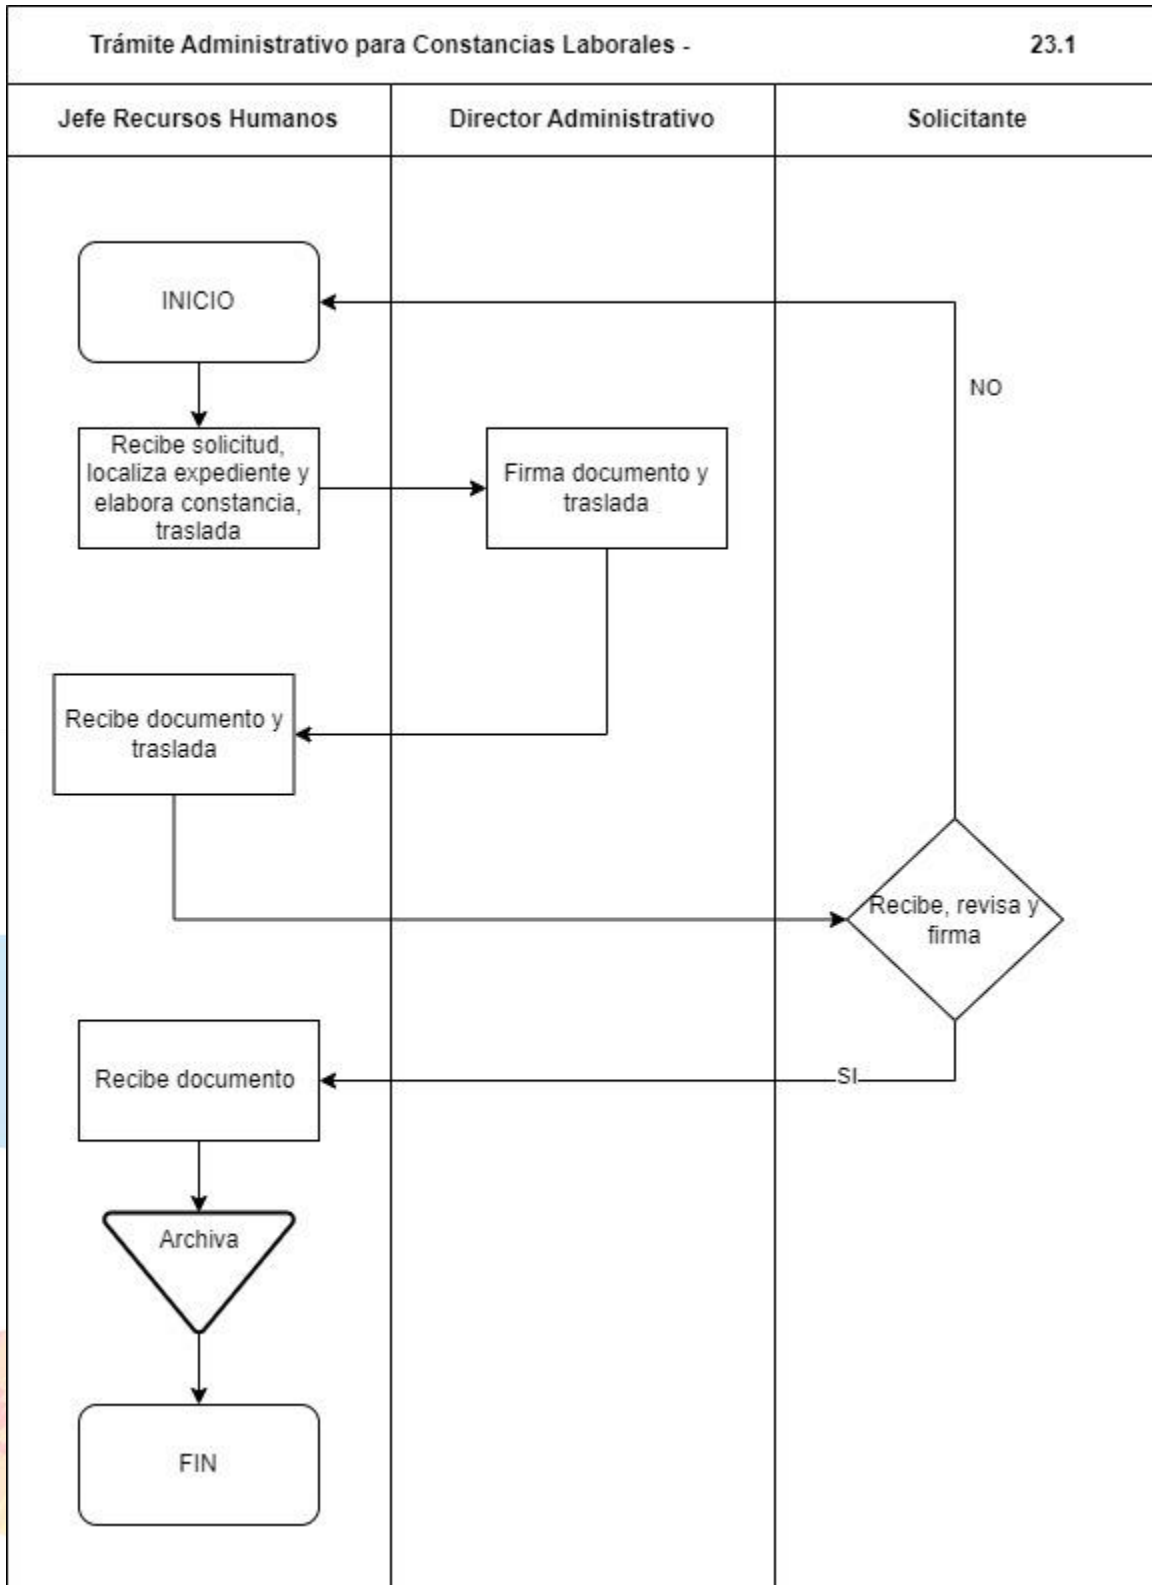 Trámite Administrativo para Constancias Laborales -
23.1
Jefe Recursos Humanos
Director Administrativo
Solicitante
INICIO
NO
Recibe solicitud,
localiza expediente y
elabora constancia,
traslada
Firma documento y
traslada
Recibe documento y
traslada
Recibe, revisa y
firma
Recibe documento
SI
Archiva
FIN